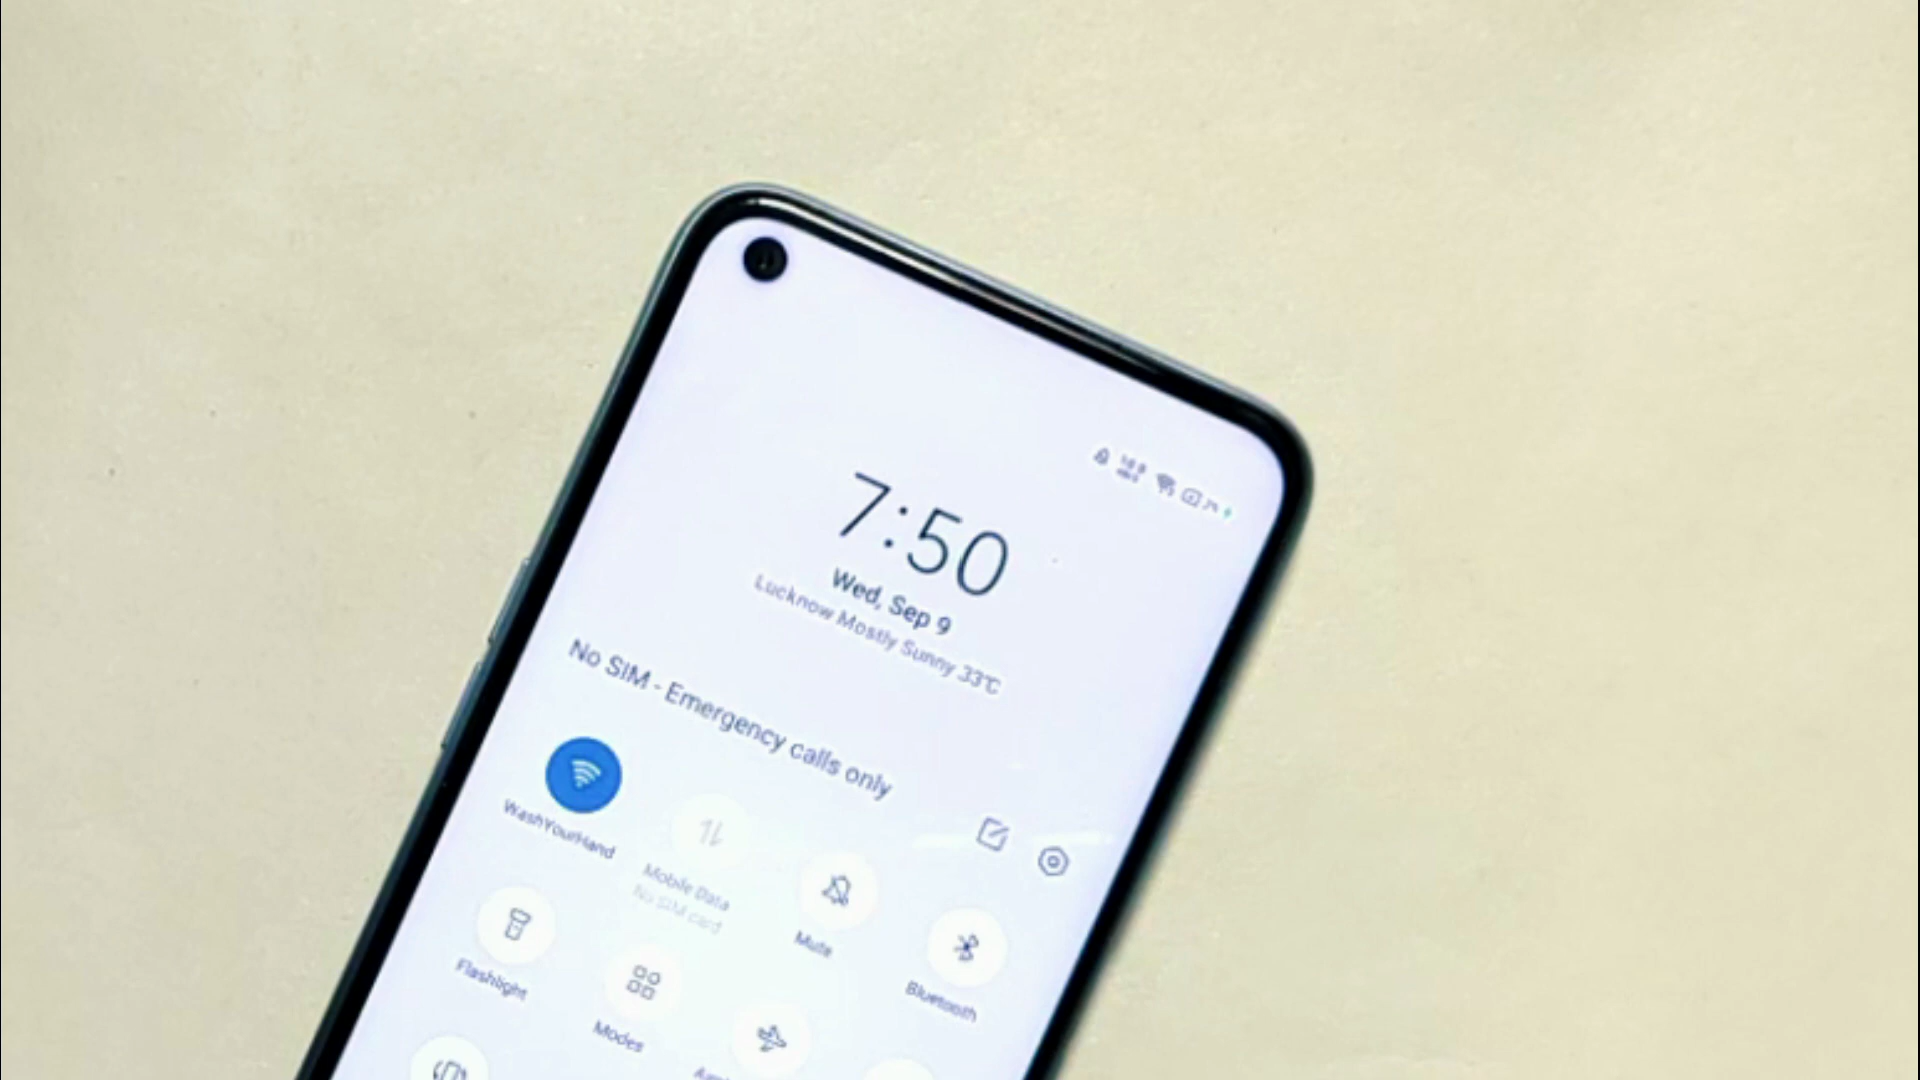 7:50
Wed, Sep 9
Lucknow Mostly Sunny 33℃
No SIM - Emergency calls only
WashYourHand
Mobile Data
No SIM card
Mute
Bluetooth
Flashlight
Modes